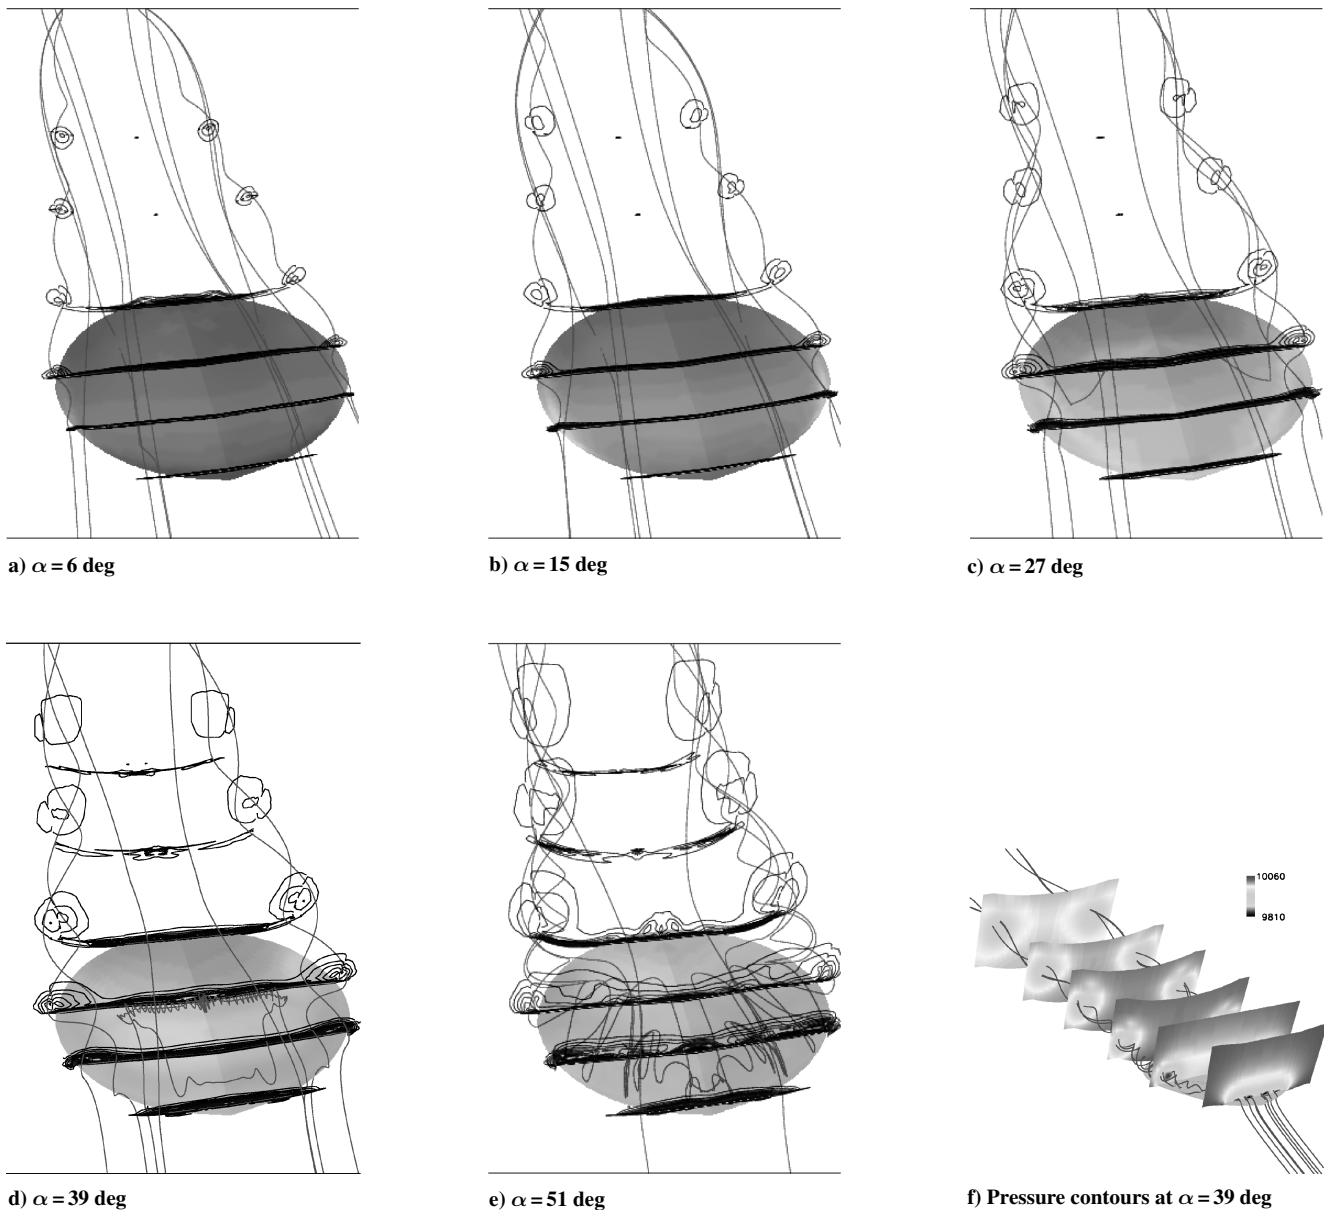 a) α = 6 deg
b) α = 15 deg
c) α = 27 deg
10060
9810
d) α = 39 deg
e) α = 51 deg
f) Pressure contours at α = 39 deg